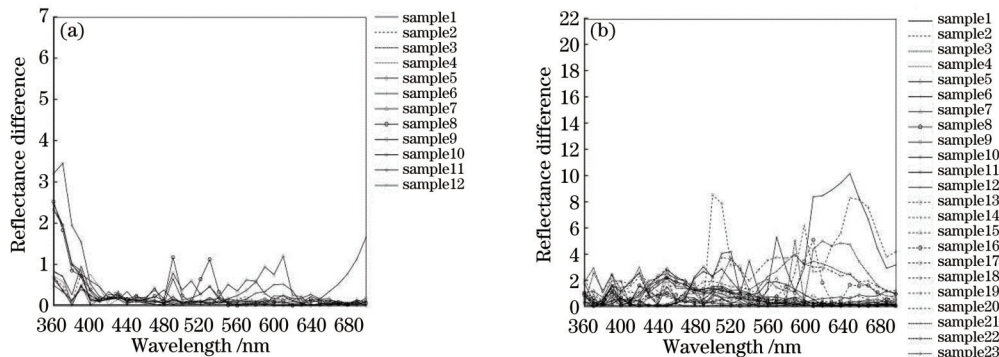 (a)
7
6
5
4
3
2
1
0
Reflectance difference
360 400 440 480 520 560 600 640 680
Wavelength /nm
sample1
sample2
sample3
sample4
sample5
sample6
sample7
sample8
sample9
sample10
sample11
sample12
(b)
22
20
18
16
14
12
10
8
6
4
2
0
Reflectance difference
360 400 440 480 520 560 600 640 680
Wavelength /nm
sample1
sample2
sample3
sample4
sample5
sample6
sample7
sample8
sample9
sample10
sample11
sample12
sample13
sample14
sample15
sample16
sample17
sample18
sample19
sample20
sample21
sample22
sample23